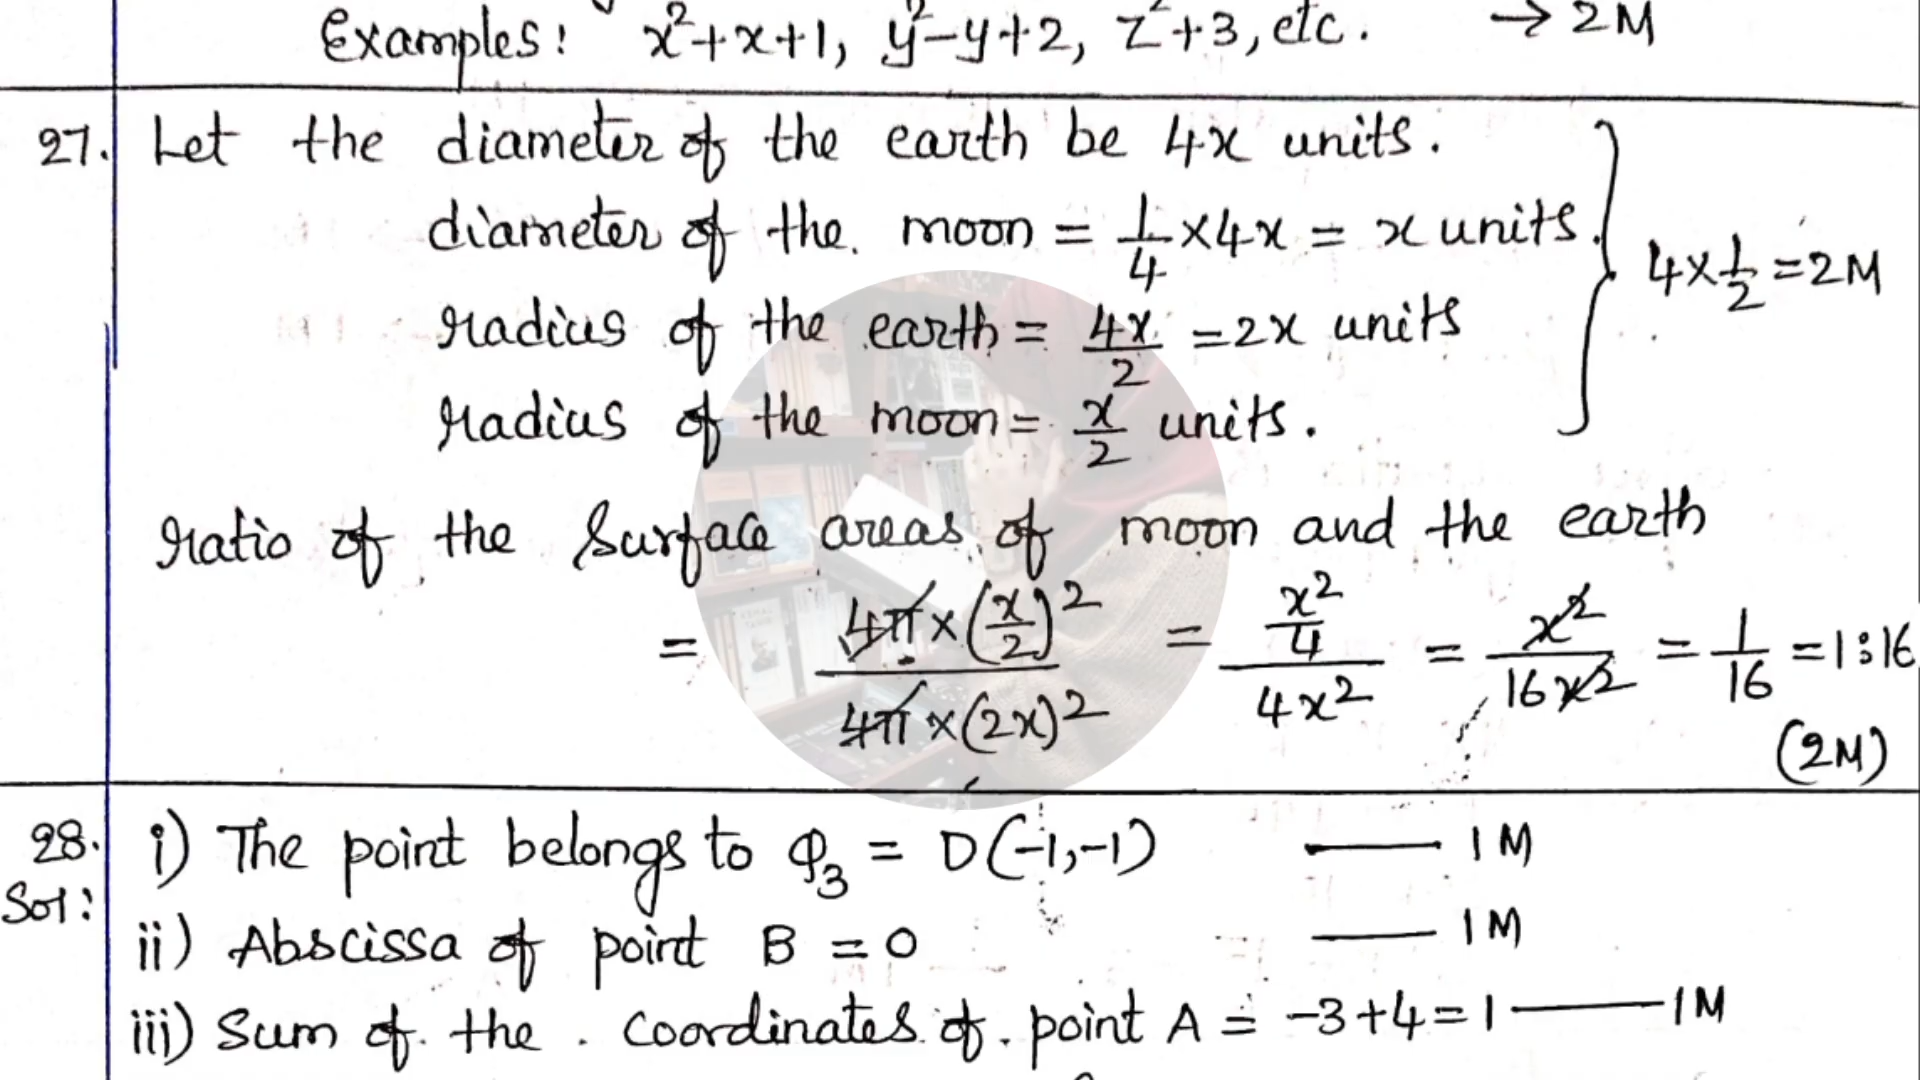 Examples: x²+x+1, y²-y+2, z²+3, etc. → 2M
27. Let the diameter of the earth be 4x units.
diameter of the moon = 1/4 ×4x = x units.
4×1/2=2M
radius of the earth = 4x/2 =2x units
radius of the moon = x/2 units.
ratio of the surface areas of moon and the earth
= 4π×(x/2)²/4π×(2x)² = x²/4/4x² = x²/16x² = 1/16 =1:16
(2M)
28. i) The point belongs to Q₃ = D(-1,-1) — 1M
Sol:
ii) Abscissa of point B = 0 — 1M
iii) Sum of the coordinates of point A = -3+4=1 — 1M